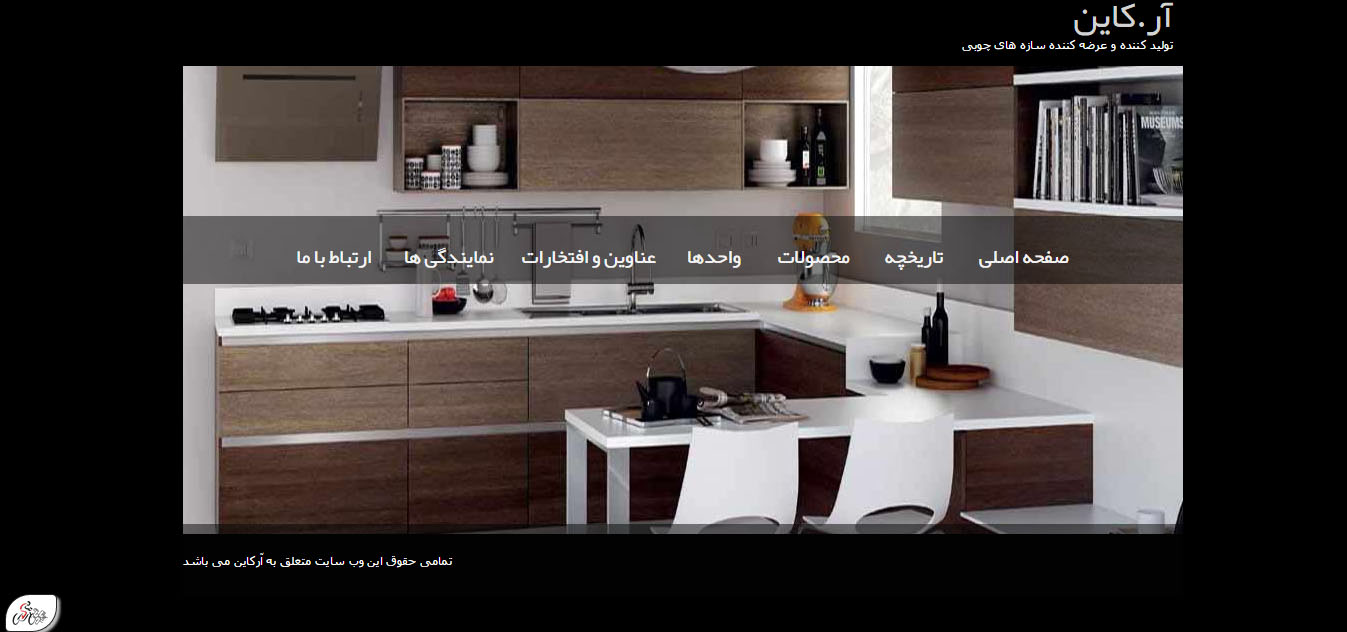 آر.کاین
تولید کننده و عرضه کننده سازه های چوبی
MUSEUMS
صفحه اصلی تاریخچه محصولات واحدها عناوین و افتخارات نمایندگی ها ارتباط با ما
تمامی حقوق این وب سایت متعلق به آرکاین می باشد